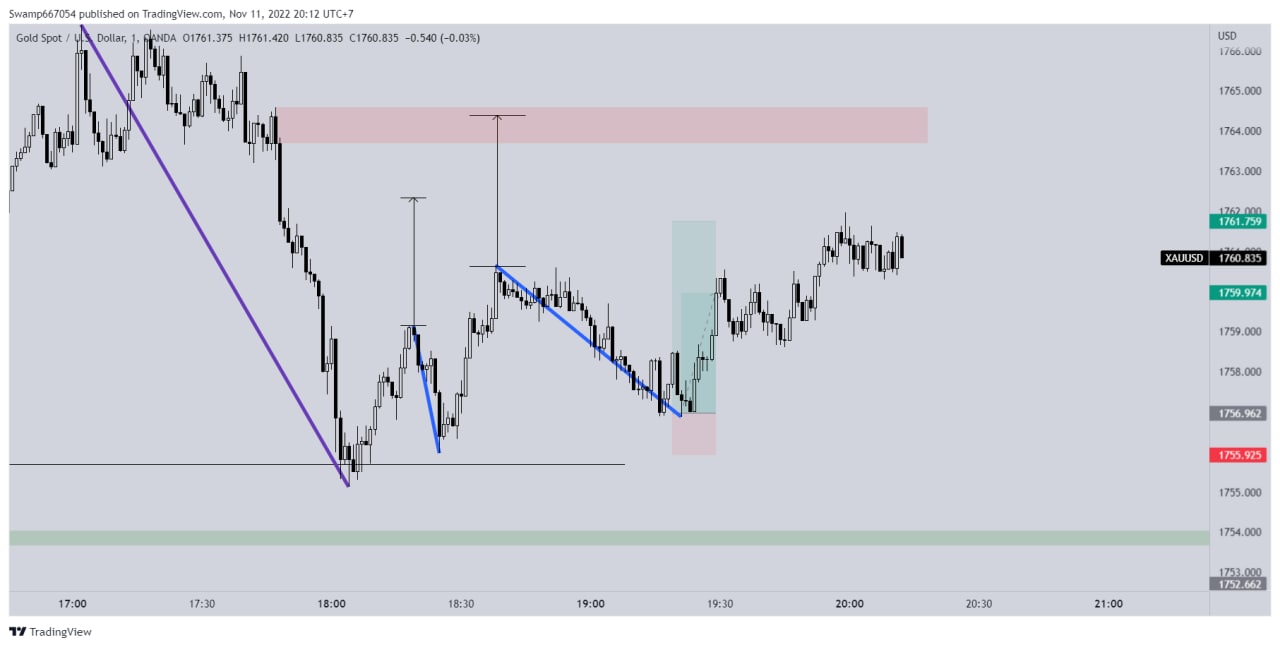 Swamp667054 published on TradingView.com, Nov 11, 2022 20:12 UTC+7
Gold Spot / U.S. Dollar, 1, OANDA O1761.375 H1761.420 L1760.835 C1760.835 −0.540 (−0.03%)
USD
1766.000
1765.000
1764.000
1763.000
1762.000
1761.759
1761.000
XAUUSD 1760.835
1759.974
1759.000
1758.000
1756.962
1755.925
1755.000
1754.000
1753.000
1752.662
17:00 17:30 18:00 18:30 19:00 19:30 20:00 20:30 21:00
TradingView